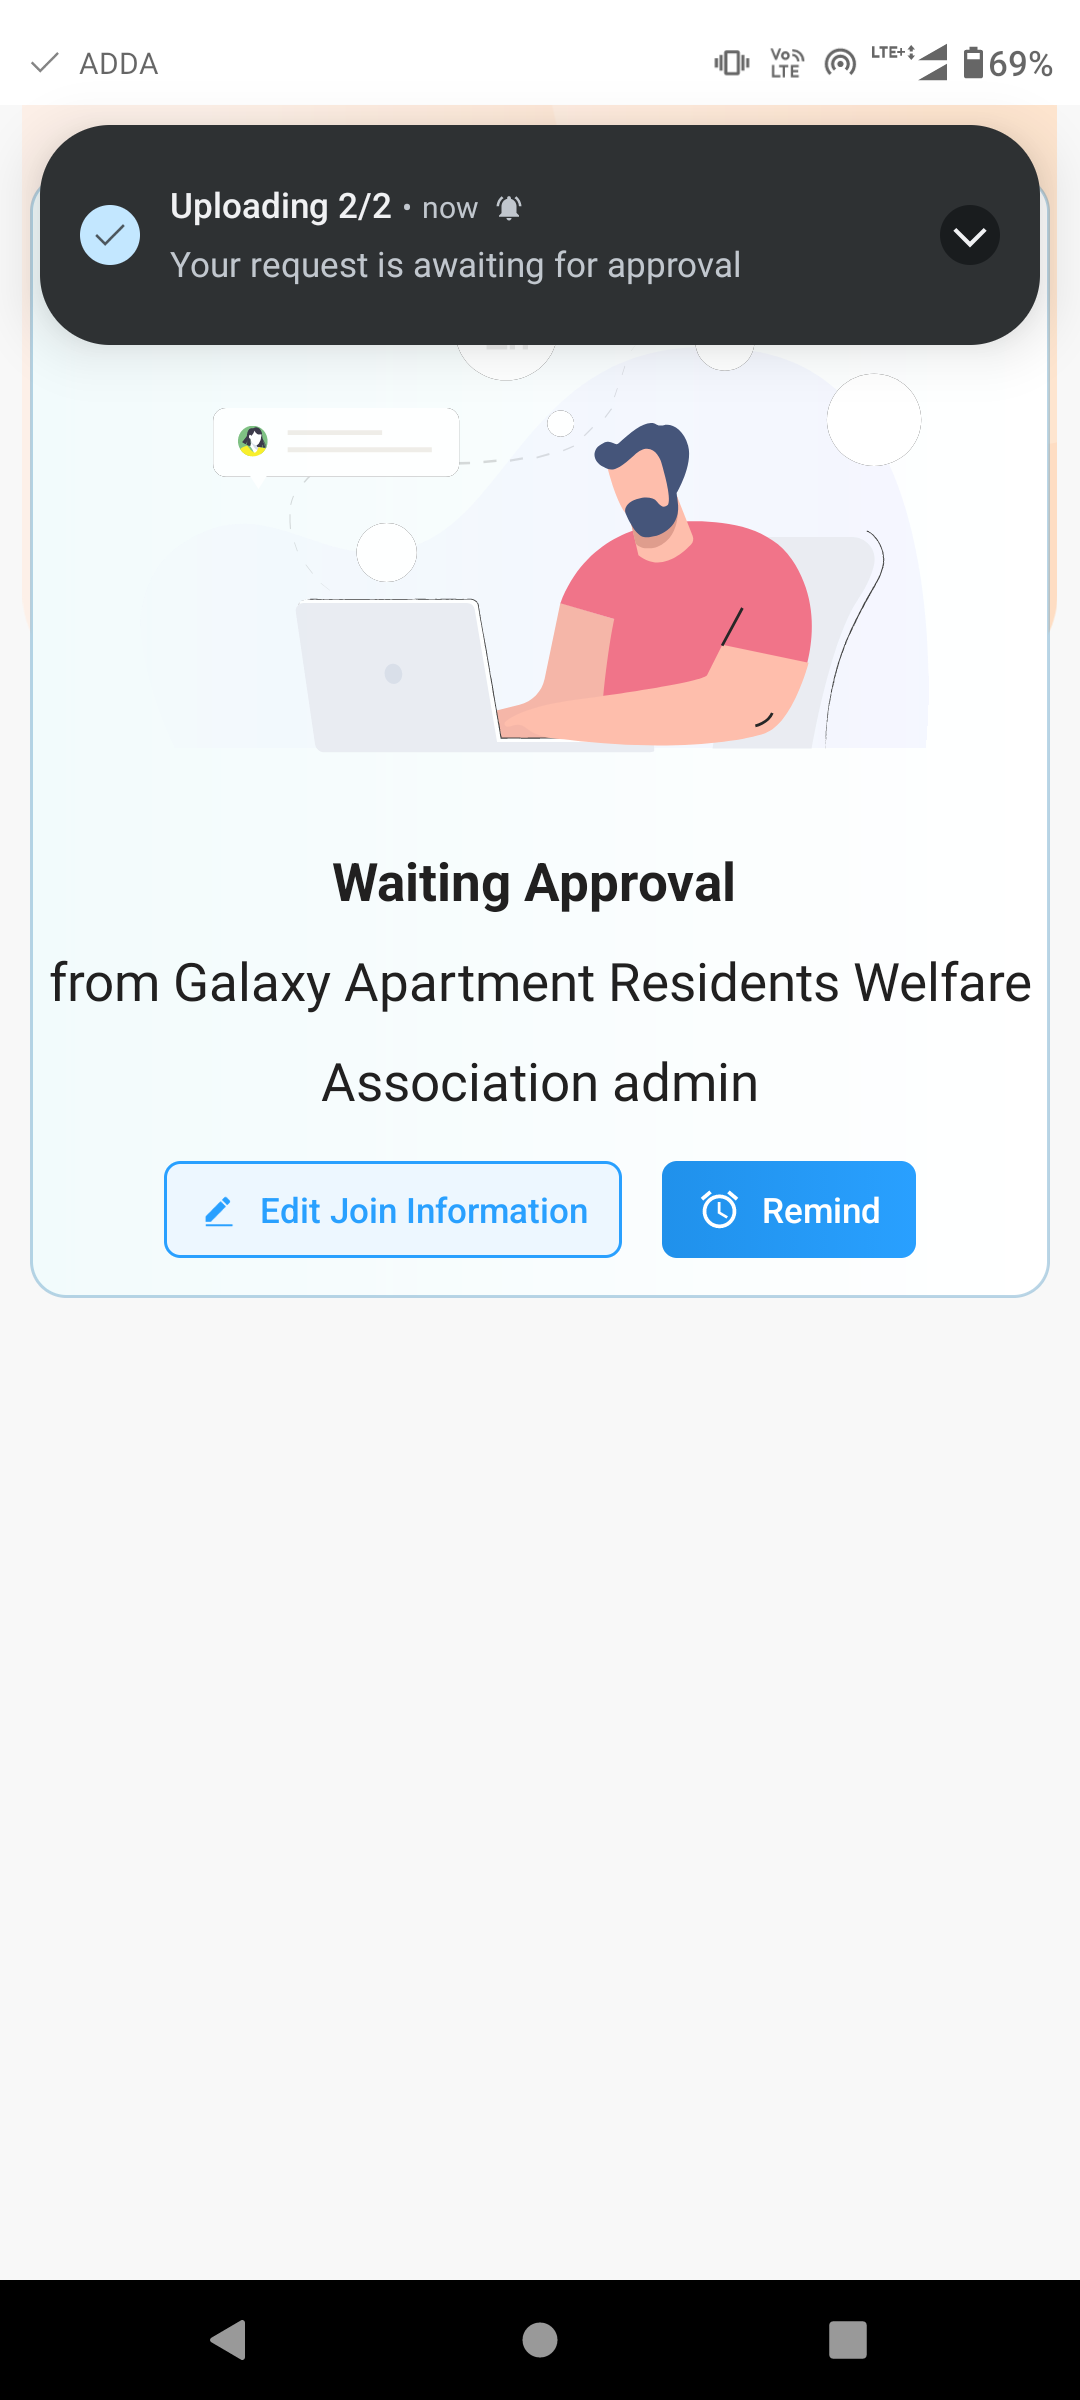 ADDA
Vo LTE LTE+ 69%
Uploading 2/2 • now
Your request is awaiting for approval
Waiting Approval
from Galaxy Apartment Residents Welfare
Association admin
Edit Join Information
Remind